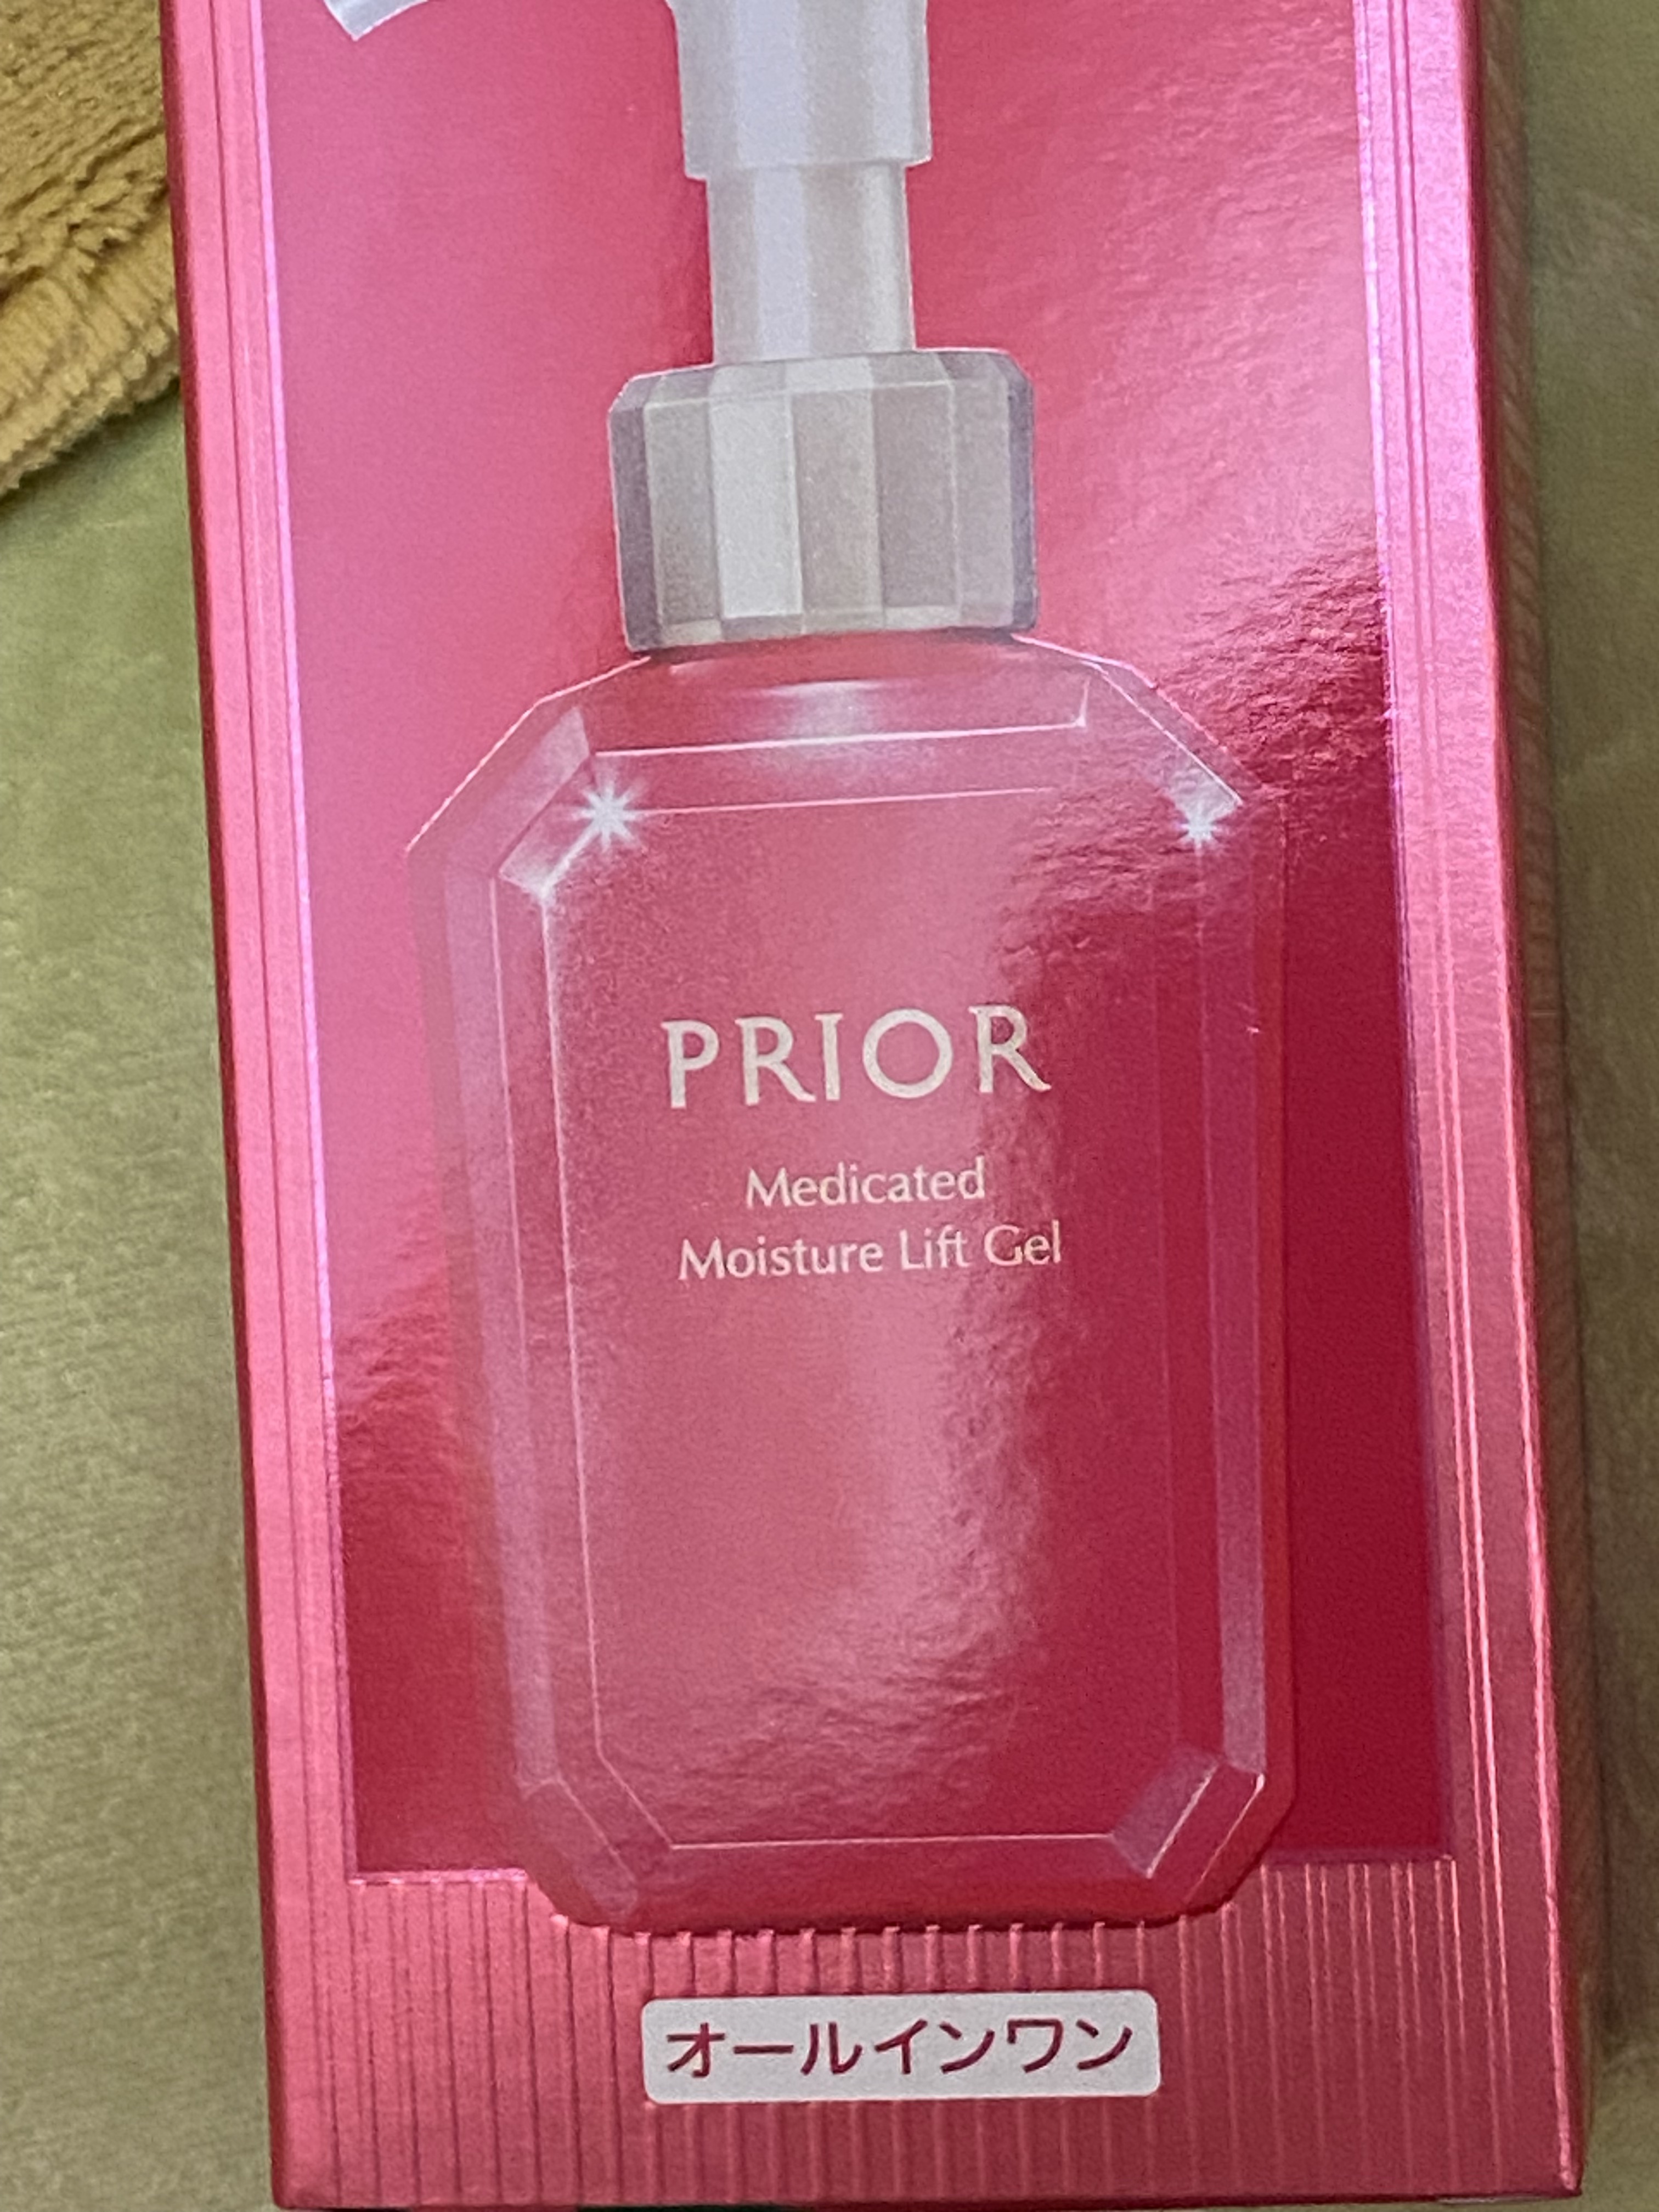 PRIOR
Medicated
Moisture Lift Gel
オールインワン